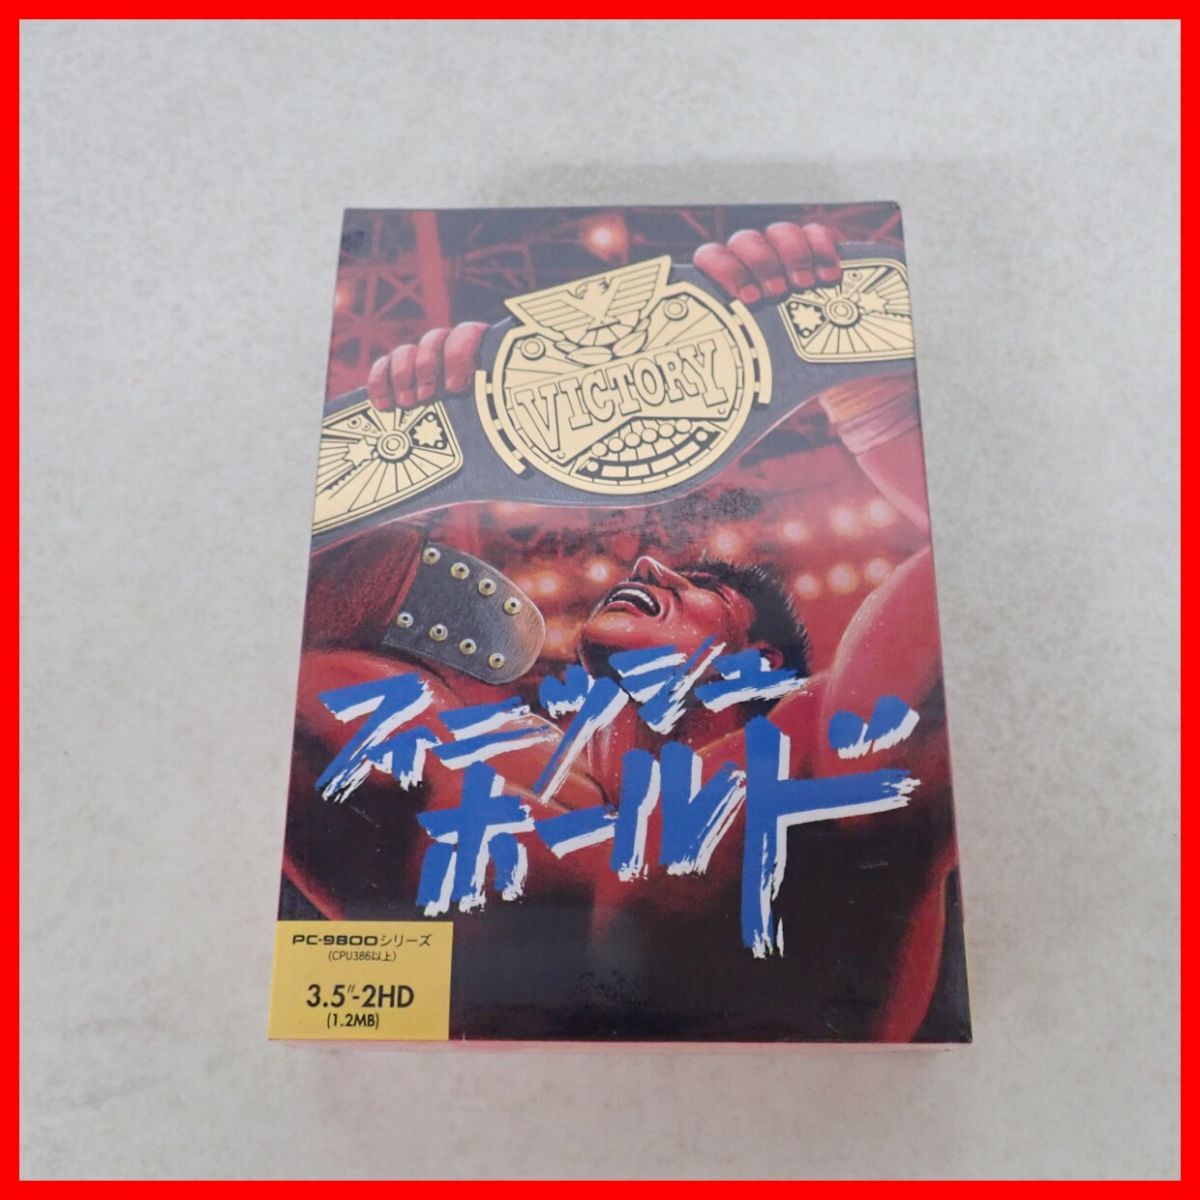 VICTORY
フィニッシュ
ホールド
PC-9800シリーズ
(CPU386以上)
3.5″-2HD
(1.2MB)